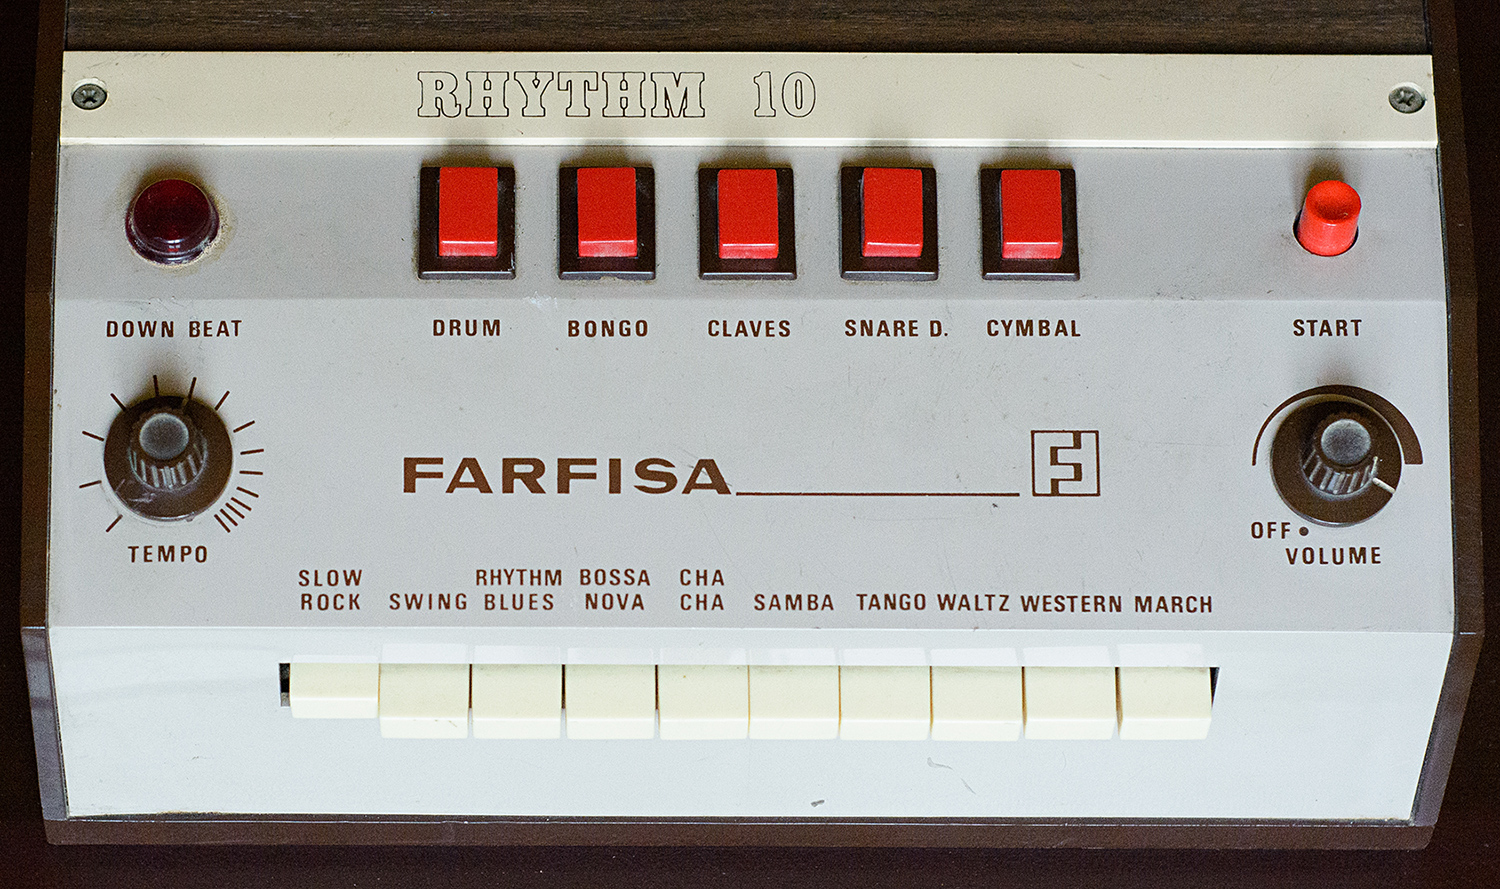 RHYTHM 10
DOWN BEAT
DRUM
BONGO
CLAVES
SNARE D.
CYMBAL
START
FARFISA
TEMPO
OFF
VOLUME
SLOW
ROCK
SWING
RHYTHM
BLUES
BOSSA
NOVA
CHA
CHA
SAMBA
TANGO
WALTZ
WESTERN
MARCH